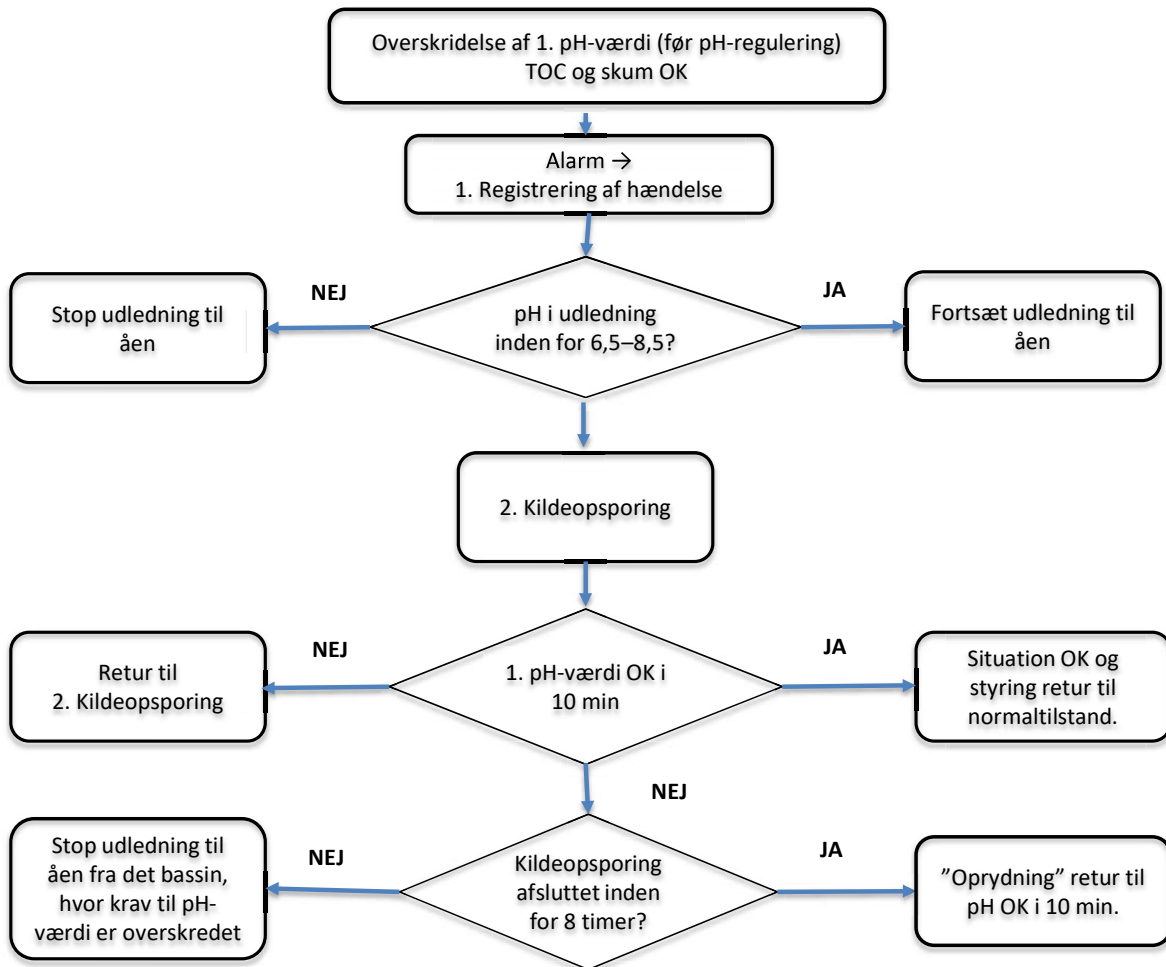 Overskridelse af 1. pH-værdi (før pH-regulering)
TOC og skum OK
Alarm →
1. Registrering af hændelse
NEJ
JA
Stop udledning til
åen
pH i udledning
inden for 6,5–8,5?
Fortsæt udledning til
åen
2. Kildeopsporing
NEJ
JA
Retur til
2. Kildeopsporing
1. pH-værdi OK i
10 min
Situation OK og
styring retur til
normaltilstand.
NEJ
NEJ
JA
Stop udledning til
åen fra det bassin,
hvor krav til pH-
værdi er overskredet
Kildeopsporing
afsluttet inden
for 8 timer?
”Oprydning” retur til
pH OK i 10 min.